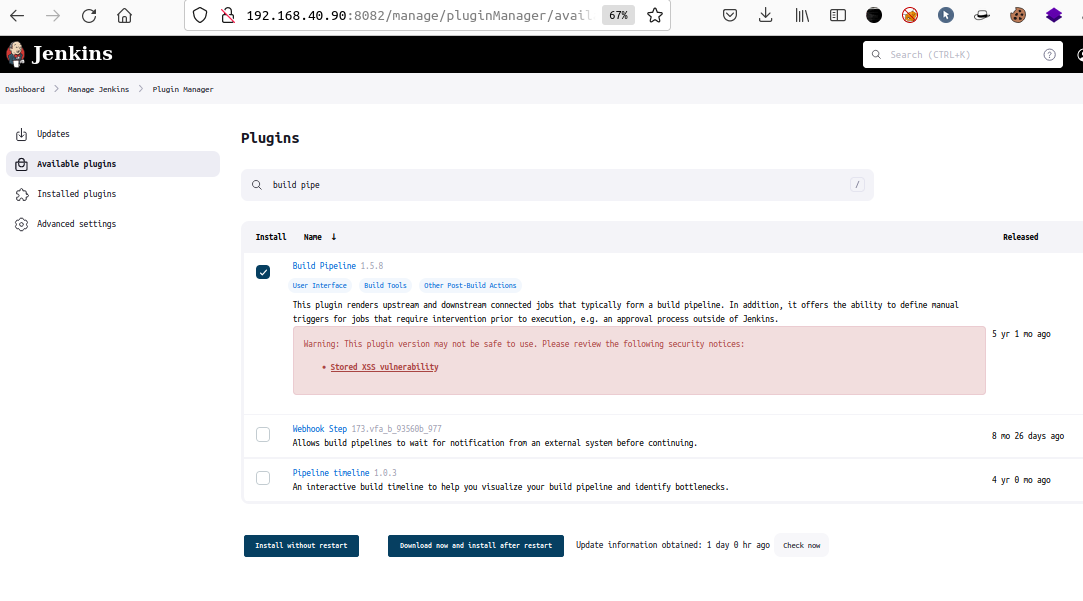 192.168.40.90:8082/manage/pluginManager/avail
67%
Jenkins
Search (CTRL+K)
Dashboard > Manage Jenkins > Plugin Manager
Updates
Available plugins
Installed plugins
Advanced settings
Plugins
build pipe
/
Install Name ↓ Released
Build Pipeline 1.5.8
User Interface Build Tools Other Post-Build Actions
This plugin renders upstream and downstream connected jobs that typically form a build pipeline. In addition, it offers the ability to define manual
triggers for jobs that require intervention prior to execution, e.g. an approval process outside of Jenkins.
5 yr 1 mo ago
Warning: This plugin version may not be safe to use. Please review the following security notices:
• Stored XSS vulnerability
Webhook Step 173.vfa_b_93560b_977
Allows build pipelines to wait for notification from an external system before continuing.
8 mo 26 days ago
Pipeline timeline 1.0.3
An interactive build timeline to help you visualize your build pipeline and identify bottlenecks.
4 yr 0 mo ago
Install without restart Download now and install after restart Update information obtained: 1 day 0 hr ago Check now